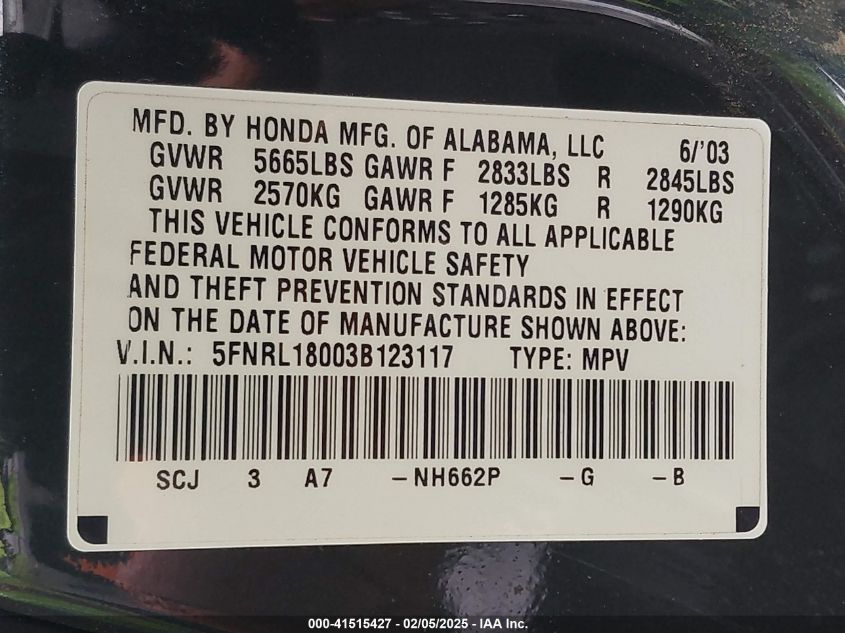 MFD. BY HONDA MFG. OF ALABAMA, LLC 6/'03
GVWR 5665LBS GAWR F 2833LBS R 2845LBS
GVWR 2570KG GAWR F 1285KG R 1290KG
THIS VEHICLE CONFORMS TO ALL APPLICABLE
FEDERAL MOTOR VEHICLE SAFETY
AND THEFT PREVENTION STANDARDS IN EFFECT
ON THE DATE OF MANUFACTURE SHOWN ABOVE:
V.I.N.: 5FNRL18003B123117 TYPE: MPV
SCJ 3 A7 -NH662P -G -B
000-41515427 - 02/05/2025 - IAA Inc.